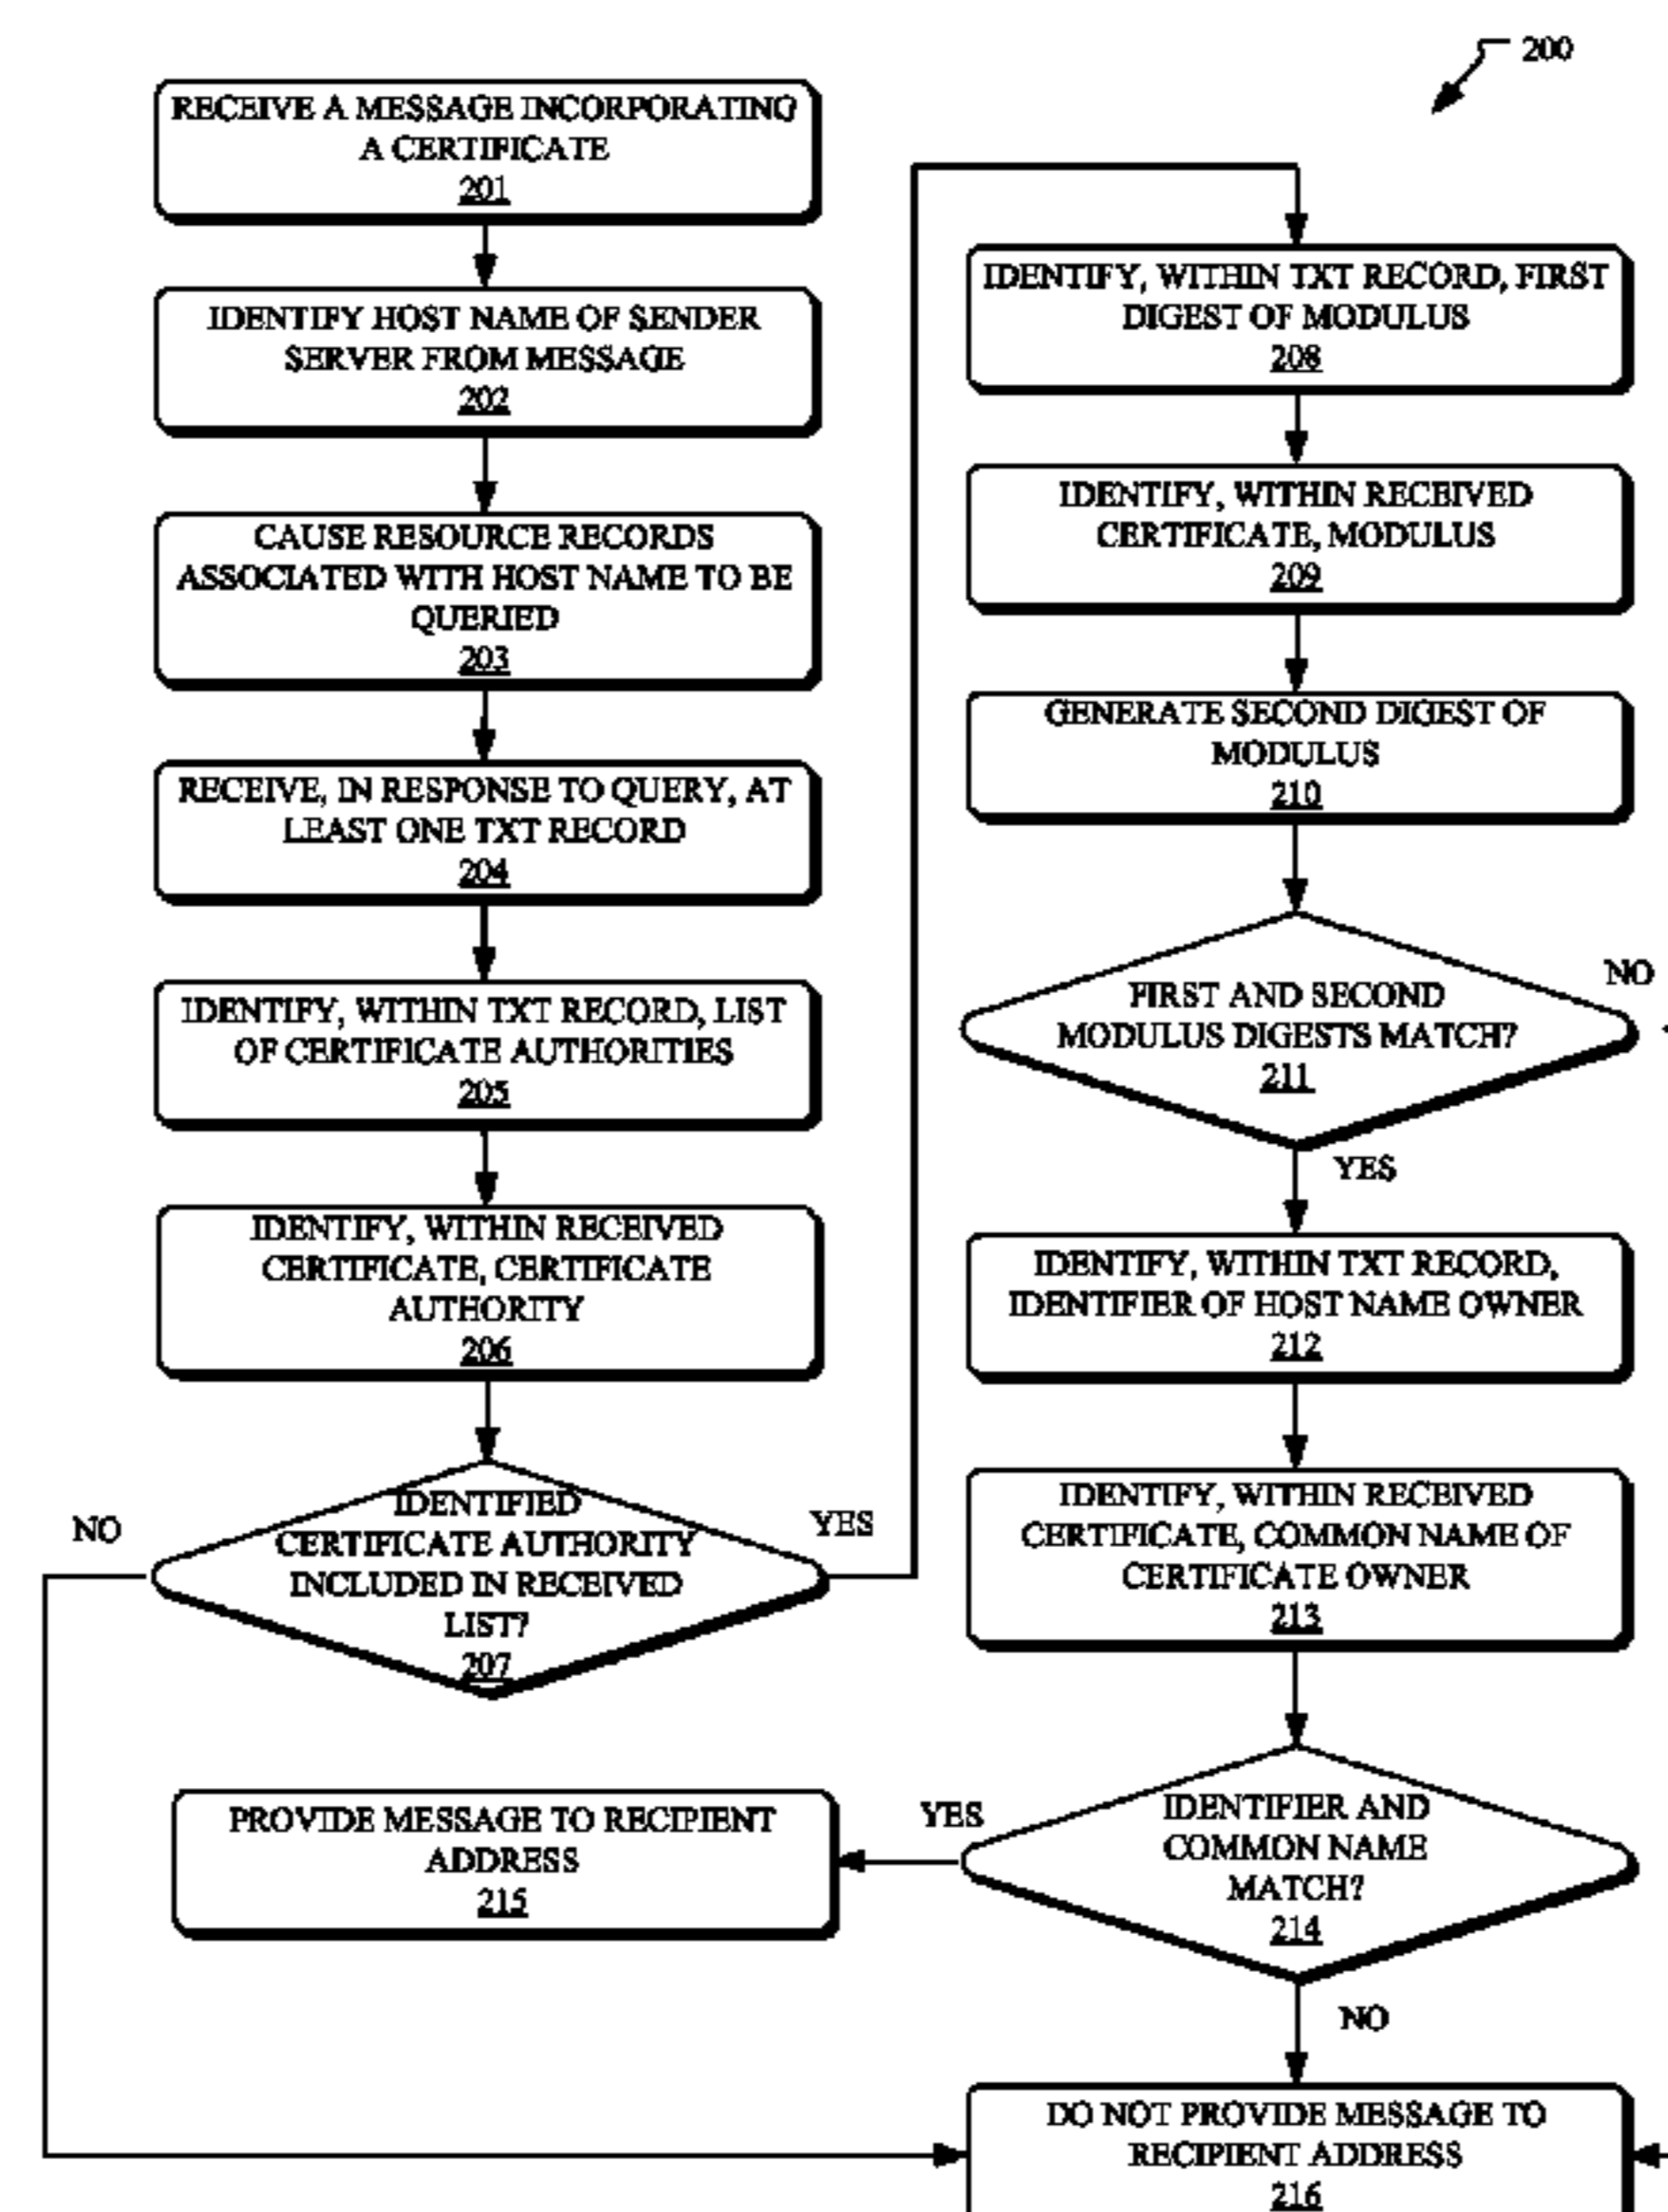 200
RECEIVE A MESSAGE INCORPORATING
A CERTIFICATE
201
IDENTIFY HOST NAME OF SENDER
SERVER FROM MESSAGE
202
CAUSE RESOURCE RECORDS
ASSOCIATED WITH HOST NAME TO BE
QUERIED
203
RECEIVE, IN RESPONSE TO QUERY, AT
LEAST ONE TXT RECORD
204
IDENTIFY, WITHIN TXT RECORD, LIST
OF CERTIFICATE AUTHORITIES
205
IDENTIFY, WITHIN RECEIVED
CERTIFICATE, CERTIFICATE
AUTHORITY
206
IDENTIFIED
CERTIFICATE AUTHORITY
INCLUDED IN RECEIVED
LIST?
207
NO
YES
IDENTIFY, WITHIN TXT RECORD, FIRST
DIGEST OF MODULUS
208
IDENTIFY, WITHIN RECEIVED
CERTIFICATE, MODULUS
209
GENERATE SECOND DIGEST OF
MODULUS
210
FIRST AND SECOND
MODULUS DIGESTS MATCH?
211
NO
YES
IDENTIFY, WITHIN TXT RECORD,
IDENTIFIER OF HOST NAME OWNER
212
IDENTIFY, WITHIN RECEIVED
CERTIFICATE, COMMON NAME OF
CERTIFICATE OWNER
213
IDENTIFIER AND
COMMON NAME
MATCH?
214
YES
NO
PROVIDE MESSAGE TO RECIPIENT
ADDRESS
215
DO NOT PROVIDE MESSAGE TO
RECIPIENT ADDRESS
216